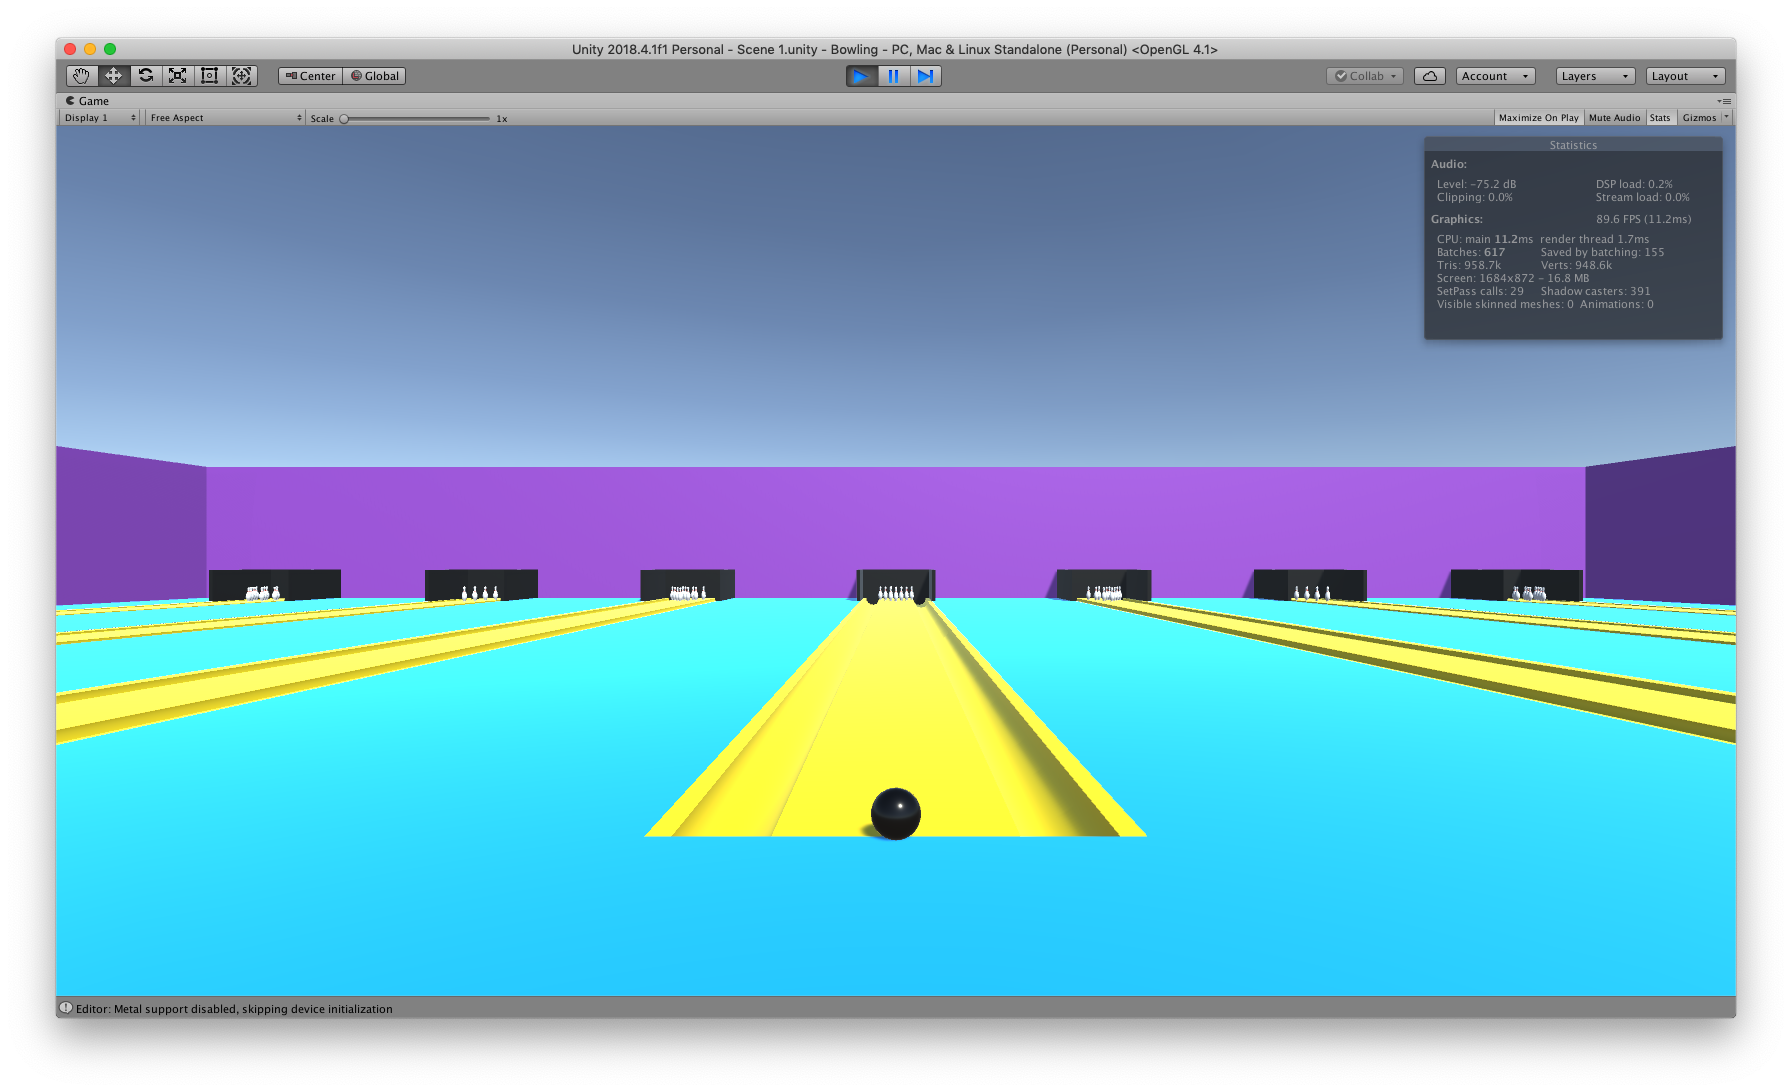 Unity 2018.4.1f1 Personal - Scene 1.unity - Bowling - PC, Mac & Linux Standalone (Personal) <OpenGL 4.1>
Center Global Collab Account Layers Layout
Game
Display 1 Free Aspect Scale 1x Maximize On Play Mute Audio Stats Gizmos
Statistics
Audio:
Level: -75.2 dB DSP load: 0.2%
Clipping: 0.0% Stream load: 0.0%
Graphics: 89.6 FPS (11.2ms)
CPU: main 11.2ms render thread 1.7ms
Batches: 617 Saved by batching: 155
Tris: 958.7k Verts: 948.6k
Screen: 1684x872 - 16.8 MB
SetPass calls: 29 Shadow casters: 391
Visible skinned meshes: 0 Animations: 0
Editor: Metal support disabled, skipping device initialization